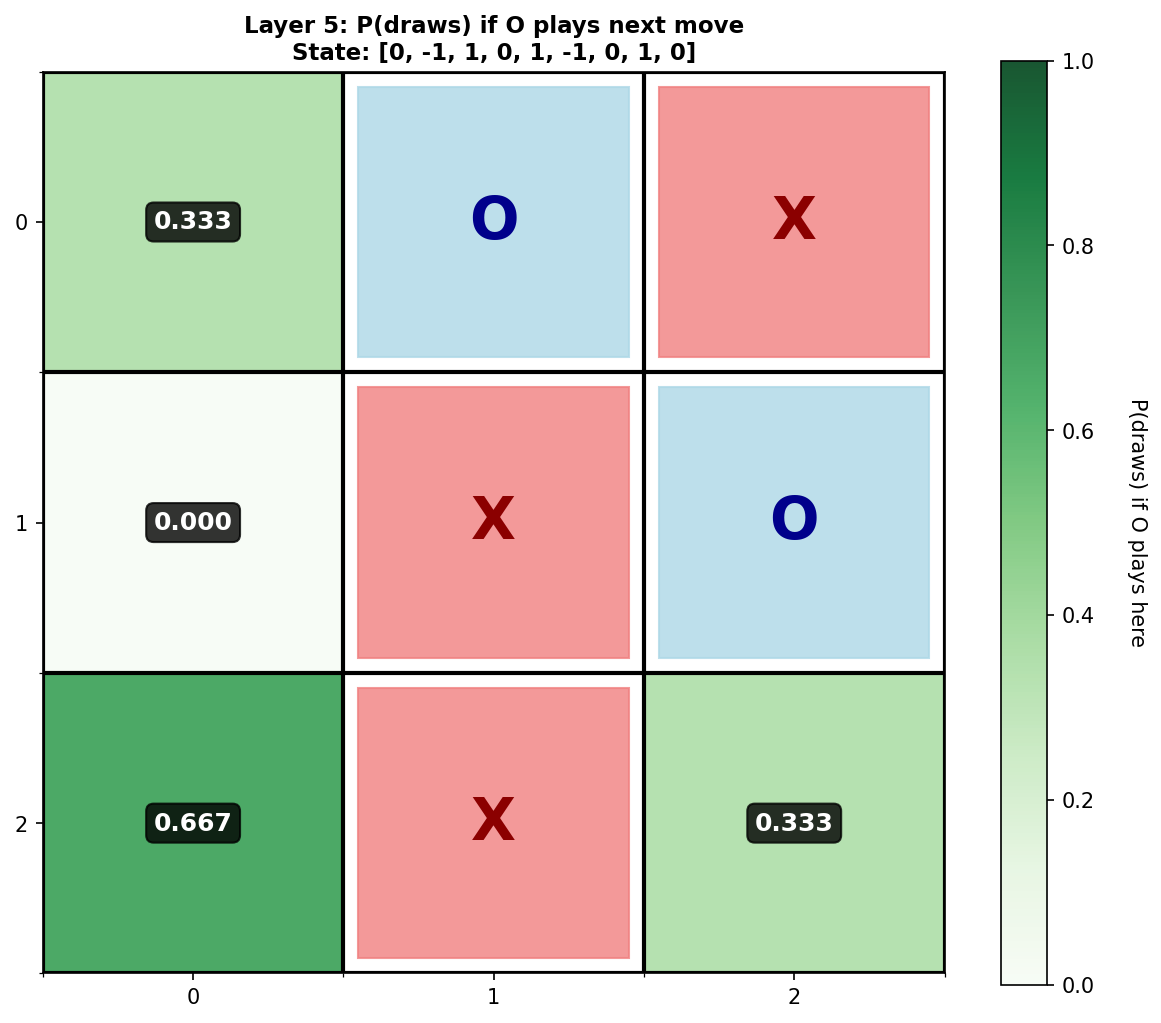 Layer 5: P(draws) if O plays next move
State: [0, -1, 1, 0, 1, -1, 0, 1, 0]
0
0.333
O
X
1
0.000
X
O
2
0.667
X
0.333
0
1
2
1.0
0.8
0.6
0.4
0.2
0.0
P(draws) if O plays here